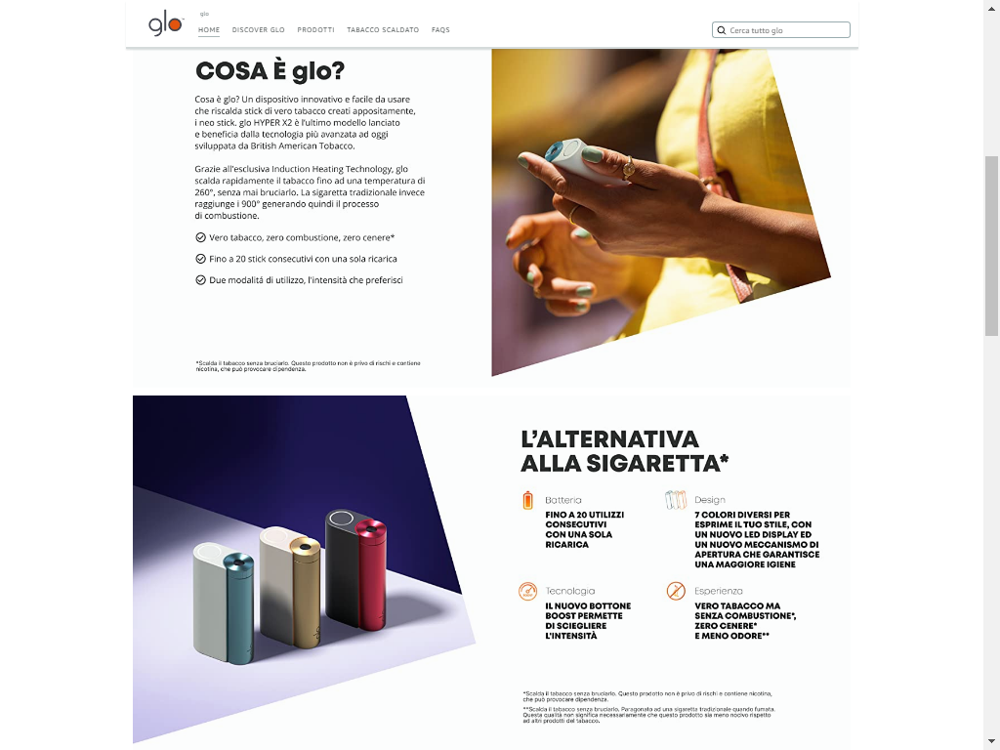 glo
glo
HOME DISCOVER GLO PRODOTTI TABACCO SCALDATO FAQS
Cerca tutto glo
COSA È glo?
Cosa è glo? Un dispositivo innovativo e facile da usare
che riscalda stick di vero tabacco creati appositamente,
i neo stick. glo HYPER X2 è l'ultimo modello lanciato
e beneficia dalla tecnologia più avanzata ad oggi
sviluppata da British American Tobacco.
Grazie all'esclusiva Induction Heating Technology, glo
scalda rapidamente il tabacco fino ad una temperatura di
260°, senza mai bruciarlo. La sigaretta tradizionale invece
raggiunge i 900° generando quindi il processo
di combustione.
Vero tabacco, zero combustione, zero cenere*
Fino a 20 stick consecutivi con una sola ricarica
Due modalitá di utilizzo, l'intensità che preferisci
*Scalda il tabacco senza bruciarlo. Questo prodotto non è privo di rischi e contiene
nicotina, che può provocare dipendenza.
L'ALTERNATIVA
ALLA SIGARETTA*
Batteria
FINO A 20 UTILIZZI
CONSECUTIVI
CON UNA SOLA
RICARICA
Design
7 COLORI DIVERSI PER
ESPRIME IL TUO STILE, CON
UN NUOVO LED DISPLAY ED
UN NUOVO MECCANISMO DI
APERTURA CHE GARANTISCE
UNA MAGGIORE IGIENE
Tecnologia
IL NUOVO BOTTONE
BOOST PERMETTE
DI SCIEGLIERE
L'INTENSITÀ
Esperienza
VERO TABACCO MA
SENZA COMBUSTIONE*,
ZERO CENERE*
E MENO ODORE**
*Scalda il tabacco senza bruciarlo. Questo prodotto non è privo di rischi e contiene nicotina,
che può provocare dipendenza.
**Scalda il tabacco senza bruciarlo. Paragonato ad una sigaretta tradizionale quando fumata.
Questa qualità non significa necessariamente che questo prodotto sia meno nocivo rispetto
ad altri prodotti del tabacco.